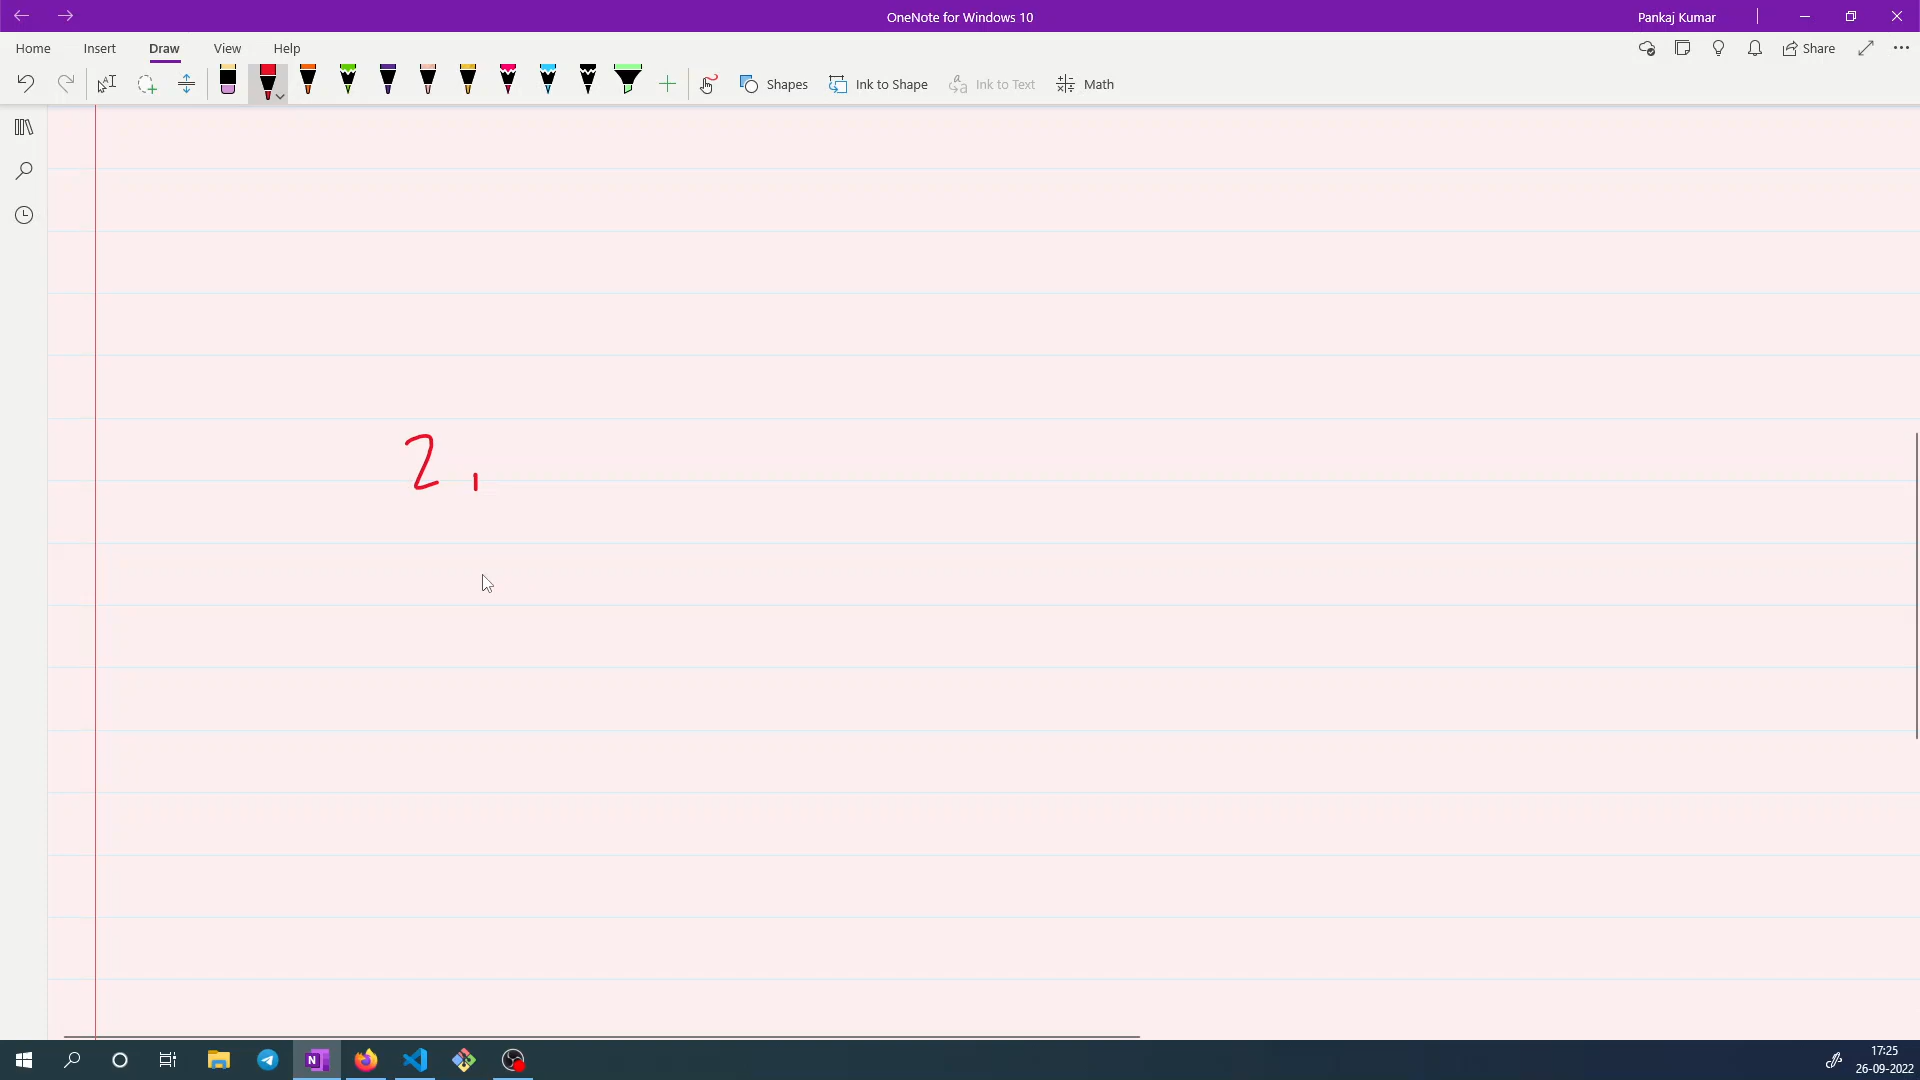 OneNote for Windows 10
Pankaj Kumar
Home Insert Draw View Help
Share
Shapes Ink to Shape Ink to Text Math
2,
17:25
26-09-2022